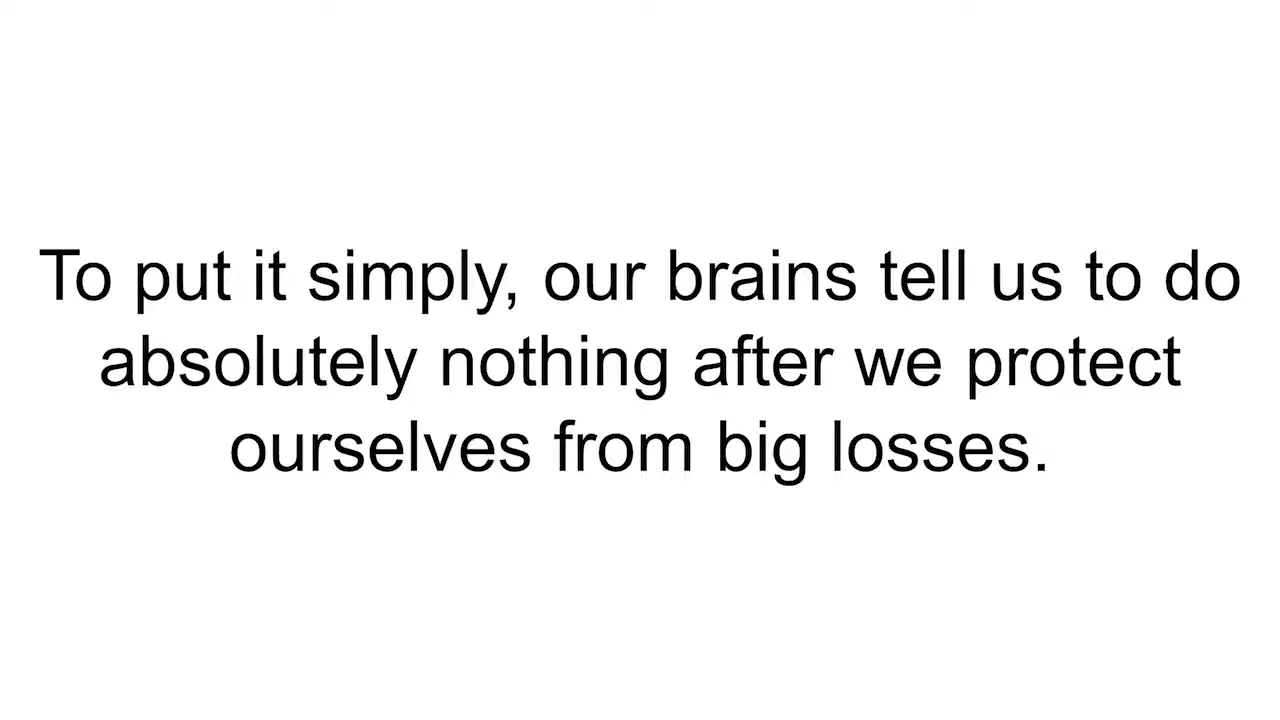 To put it simply, our brains tell us to do
absolutely nothing after we protect
ourselves from big losses.